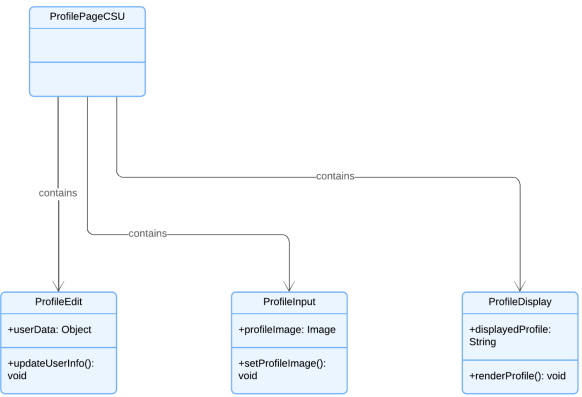 ProfilePageCSU
contains
contains
contains
ProfileEdit
+userData: Object
+updateUserInfo():
void
ProfileInput
+profileImage: Image
+setProfileImage():
void
ProfileDisplay
+displayedProfile:
String
+renderProfile(): void